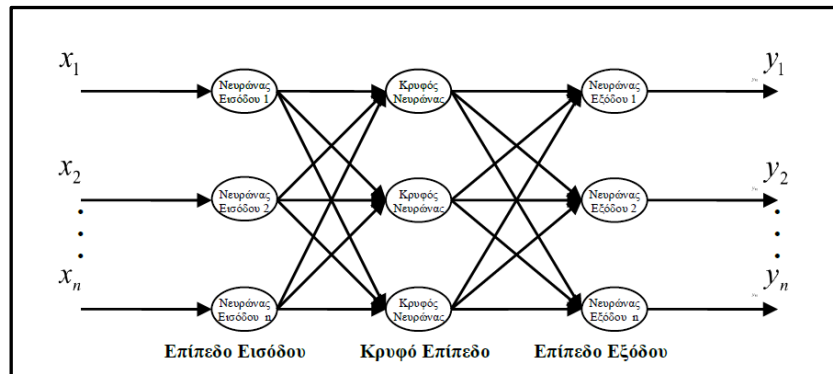 x1
y1
Νευράνας
Εισόδου 1
Κρυφός
Νευράνας
Νευράνας
Εξόδου 1
x2
y2
Νευράνας
Εισόδου 2
Κρυφός
Νευράνας
Νευράνας
Εξόδου 2
xn
yn
Νευράνας
Εισόδου n
Κρυφός
Νευράνας
Νευράνας
Εξόδου n
Επίπεδο Εισόδου
Κρυφό Επίπεδο
Επίπεδο Εξόδου